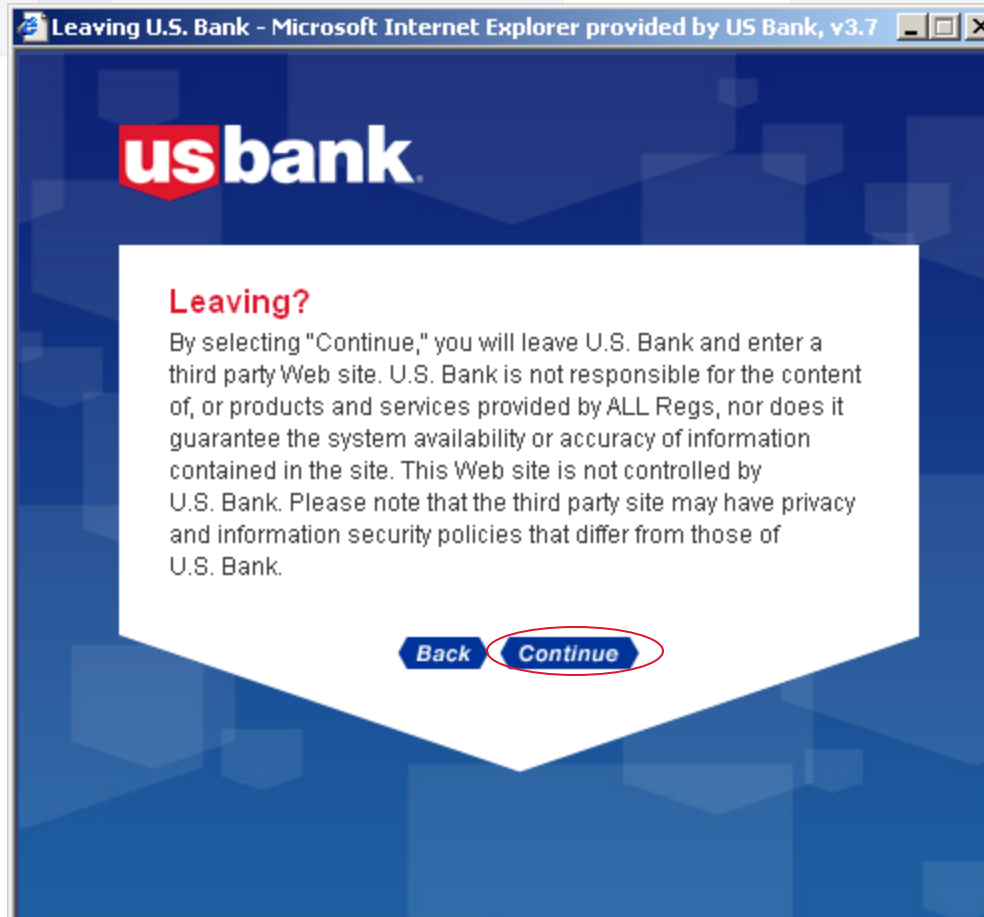 Leaving U.S. Bank - Microsoft Internet Explorer provided by US Bank, v3.7
usbank.
Leaving?
By selecting "Continue," you will leave U.S. Bank and enter a
third party Web site. U.S. Bank is not responsible for the content
of, or products and services provided by ALL Regs, nor does it
guarantee the system availability or accuracy of information
contained in the site. This Web site is not controlled by
U.S. Bank. Please note that the third party site may have privacy
and information security policies that differ from those of
U.S. Bank.
Back Continue